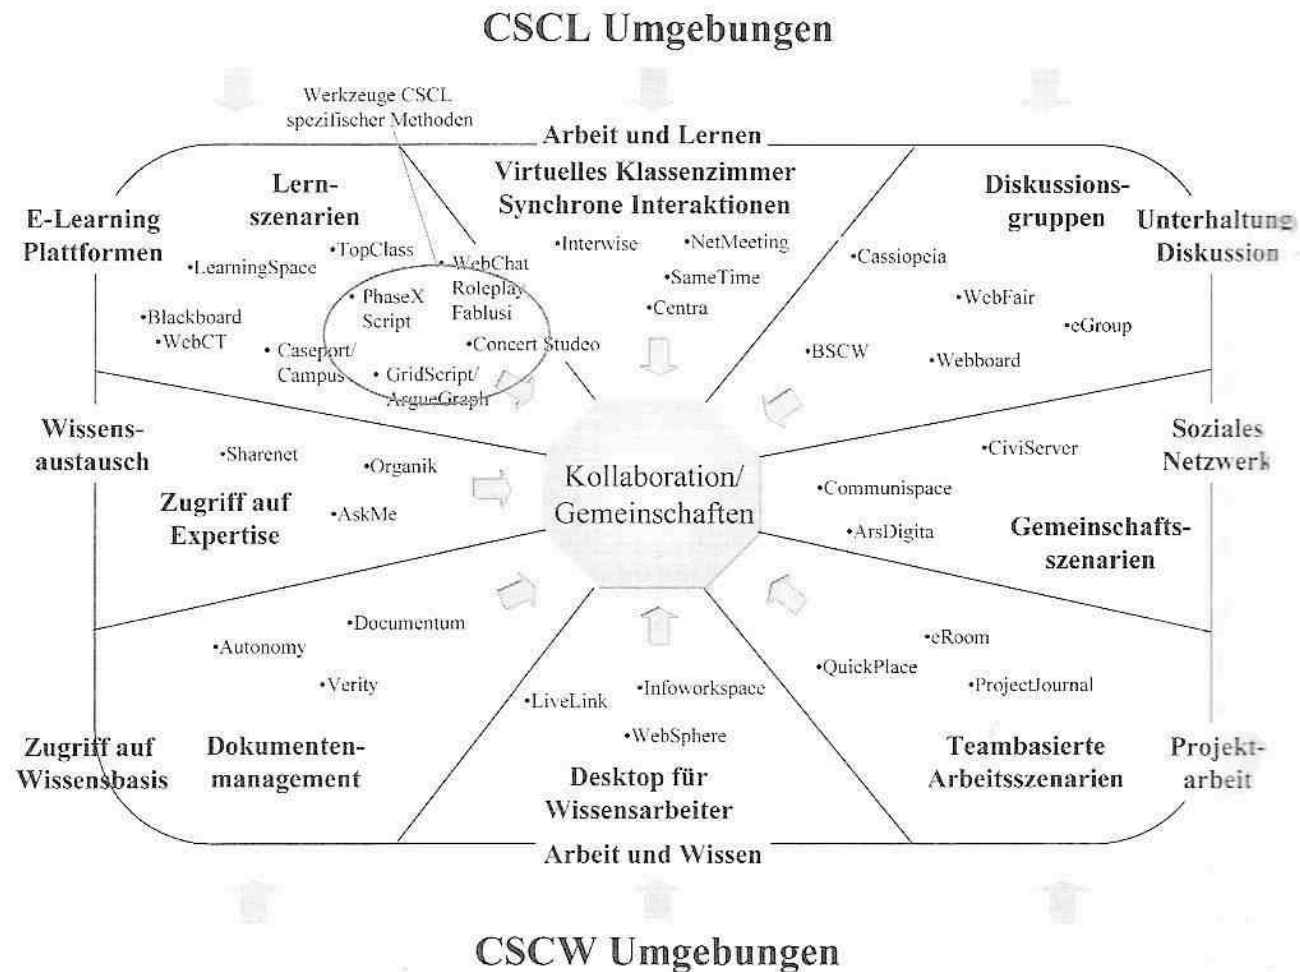 CSCL Umgebungen
Werkzeuge CSCL
spezifischer Methoden
Arbeit und Lernen
E-Learning
Plattformen
Lern-
szenarien
•TopClass
•LearningSpace
• WebChat
Roleplay
Fablusi
• PhaseX
Script
•Blackboard
•WebCT
• Caseport/
Campus
• Concert Studeo
• GridScript/
ArgueGraph
Virtuelles Klassenzimmer
Synchrone Interaktionen
•Interwise
•NetMeeting
•SameTime
•Centra
Diskussions-
gruppen
•Cassiopeia
•WebFair
•eGroup
•BSCW
•Webboard
Unterhaltung
Diskussion
Wissens-
austausch
•Sharenet
•Organik
Zugriff auf
Expertise
•AskMe
Kollaboration/
Gemeinschaften
•CiviServer
•Communispace
•ArsDigita
Gemeinschafts-
szenarien
Soziales
Netzwerk
•Documentum
•Autonomy
•Verity
Zugriff auf
Wissensbasis
Dokumenten-
management
•LiveLink
•Infoworkspace
•WebSphere
Desktop für
Wissensarbeiter
•eRoom
•QuickPlace
•ProjectJournal
Teambasierte
Arbeitsszenarien
Projekt-
arbeit
Arbeit und Wissen
CSCW Umgebungen